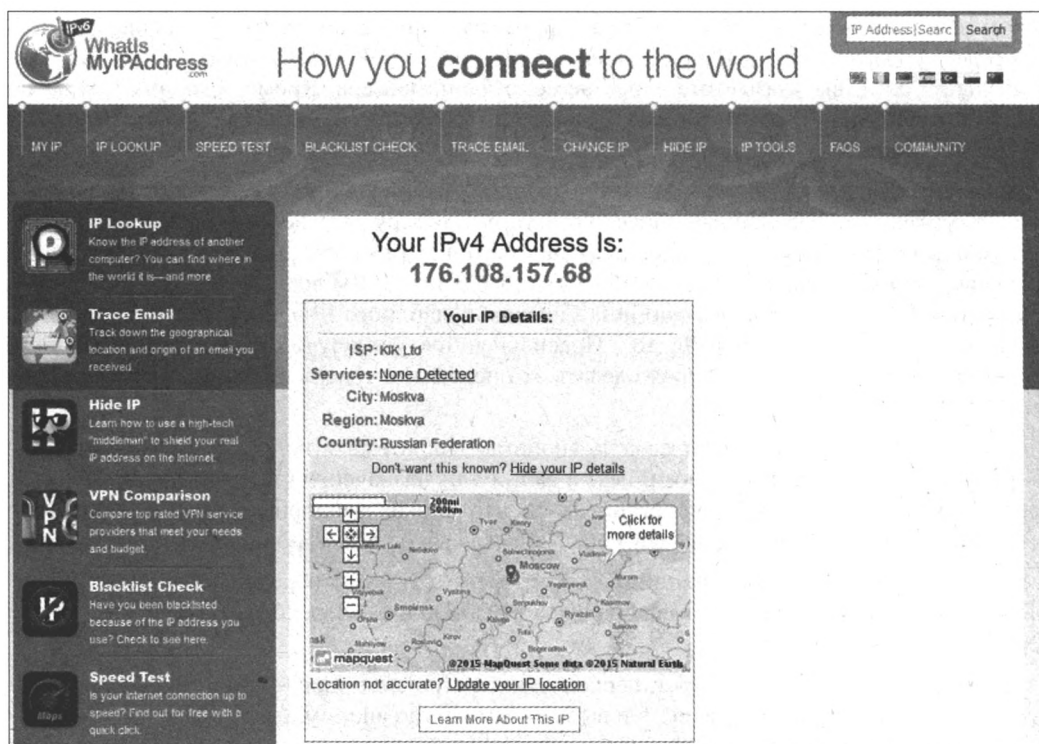 IPv6
WhatIs
MyIPAddress
.com
How you connect to the world
IP Address|Searc Search
MY IP IP LOOKUP SPEED TEST BLACKLIST CHECK TRACE EMAIL CHANGE IP HIDE IP IP TOOLS FAQS COMMUNITY
IP Lookup
Know the IP address of another
computer? You can find where in
the world it is—and more
Trace Email
Track down the geographical
location and origin of an email you
received.
Hide IP
Learn how to use a high-tech
"middleman" to shield your real
IP address on the Internet.
VPN
VPN Comparison
Compare top rated VPN service
providers that meet your needs
and budget
Blacklist Check
Have you been blacklisted
because of the IP address you
use? Check to see here.
Speed Test
Is your Internet connection up to
speed? Find out for free with a
quick click.
Your IPv4 Address Is:
176.108.157.68
Your IP Details:
ISP: KIK Ltd
Services: None Detected
City: Moskva
Region: Moskva
Country: Russian Federation
Don't want this known? Hide your IP details
200mi
500km
Click for
more details
Tver
Solnechnogorsk
Moscow
Yegoryevsk
Murom
Vyazma
Smolensk
Serpukhov
Ryazan
Kaluga
Tula
Orsha
Kirov
mapquest
©2015 MapQuest Some data ©2015 Natural Earth
Location not accurate? Update your IP location
Learn More About This IP